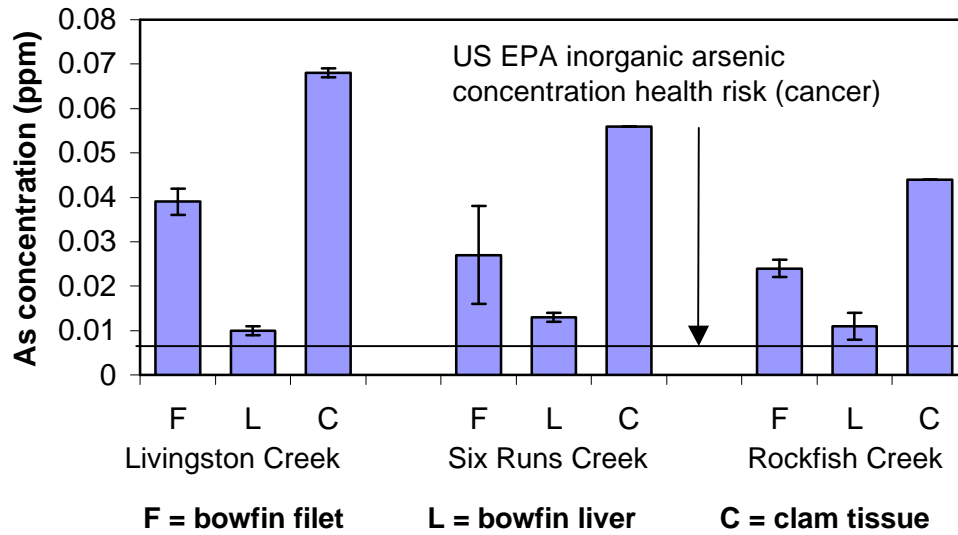 As concentration (ppm)
0.08
0.07
0.06
0.05
0.04
0.03
0.02
0.01
0
US EPA inorganic arsenic
concentration health risk (cancer)
F L C F L C F L C
Livingston Creek Six Runs Creek Rockfish Creek
F = bowfin filet L = bowfin liver C = clam tissue